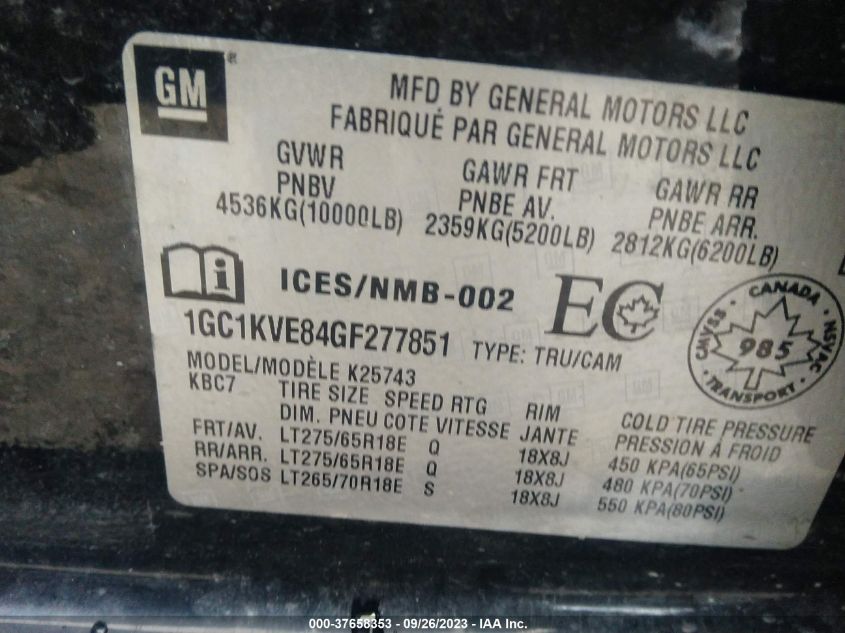 GM
MFD BY GENERAL MOTORS LLC
FABRIQUÉ PAR GENERAL MOTORS LLC
GVWR GAWR FRT GAWR RR
PNBV PNBE AV. PNBE ARR.
4536KG(10000LB) 2359KG(5200LB) 2812KG(6200LB)
i ICES/NMB-002 EC
CANADA CMVSS 985 NSVAC TRANSPORT
1GC1KVE84GF277851 TYPE: TRU/CAM
MODEL/MODÈLE K25743
KBC7 TIRE SIZE SPEED RTG RIM COLD TIRE PRESSURE
DIM. PNEU COTE VITESSE JANTE PRESSION À FROID
FRT/AV. LT275/65R18E Q 18X8J 450 KPA(65PSI)
RR/ARR. LT275/65R18E Q 18X8J 480 KPA(70PSI)
SPA/SOS LT265/70R18E S 18X8J 550 KPA(80PSI)
000-37658353 - 09/26/2023 - IAA Inc.